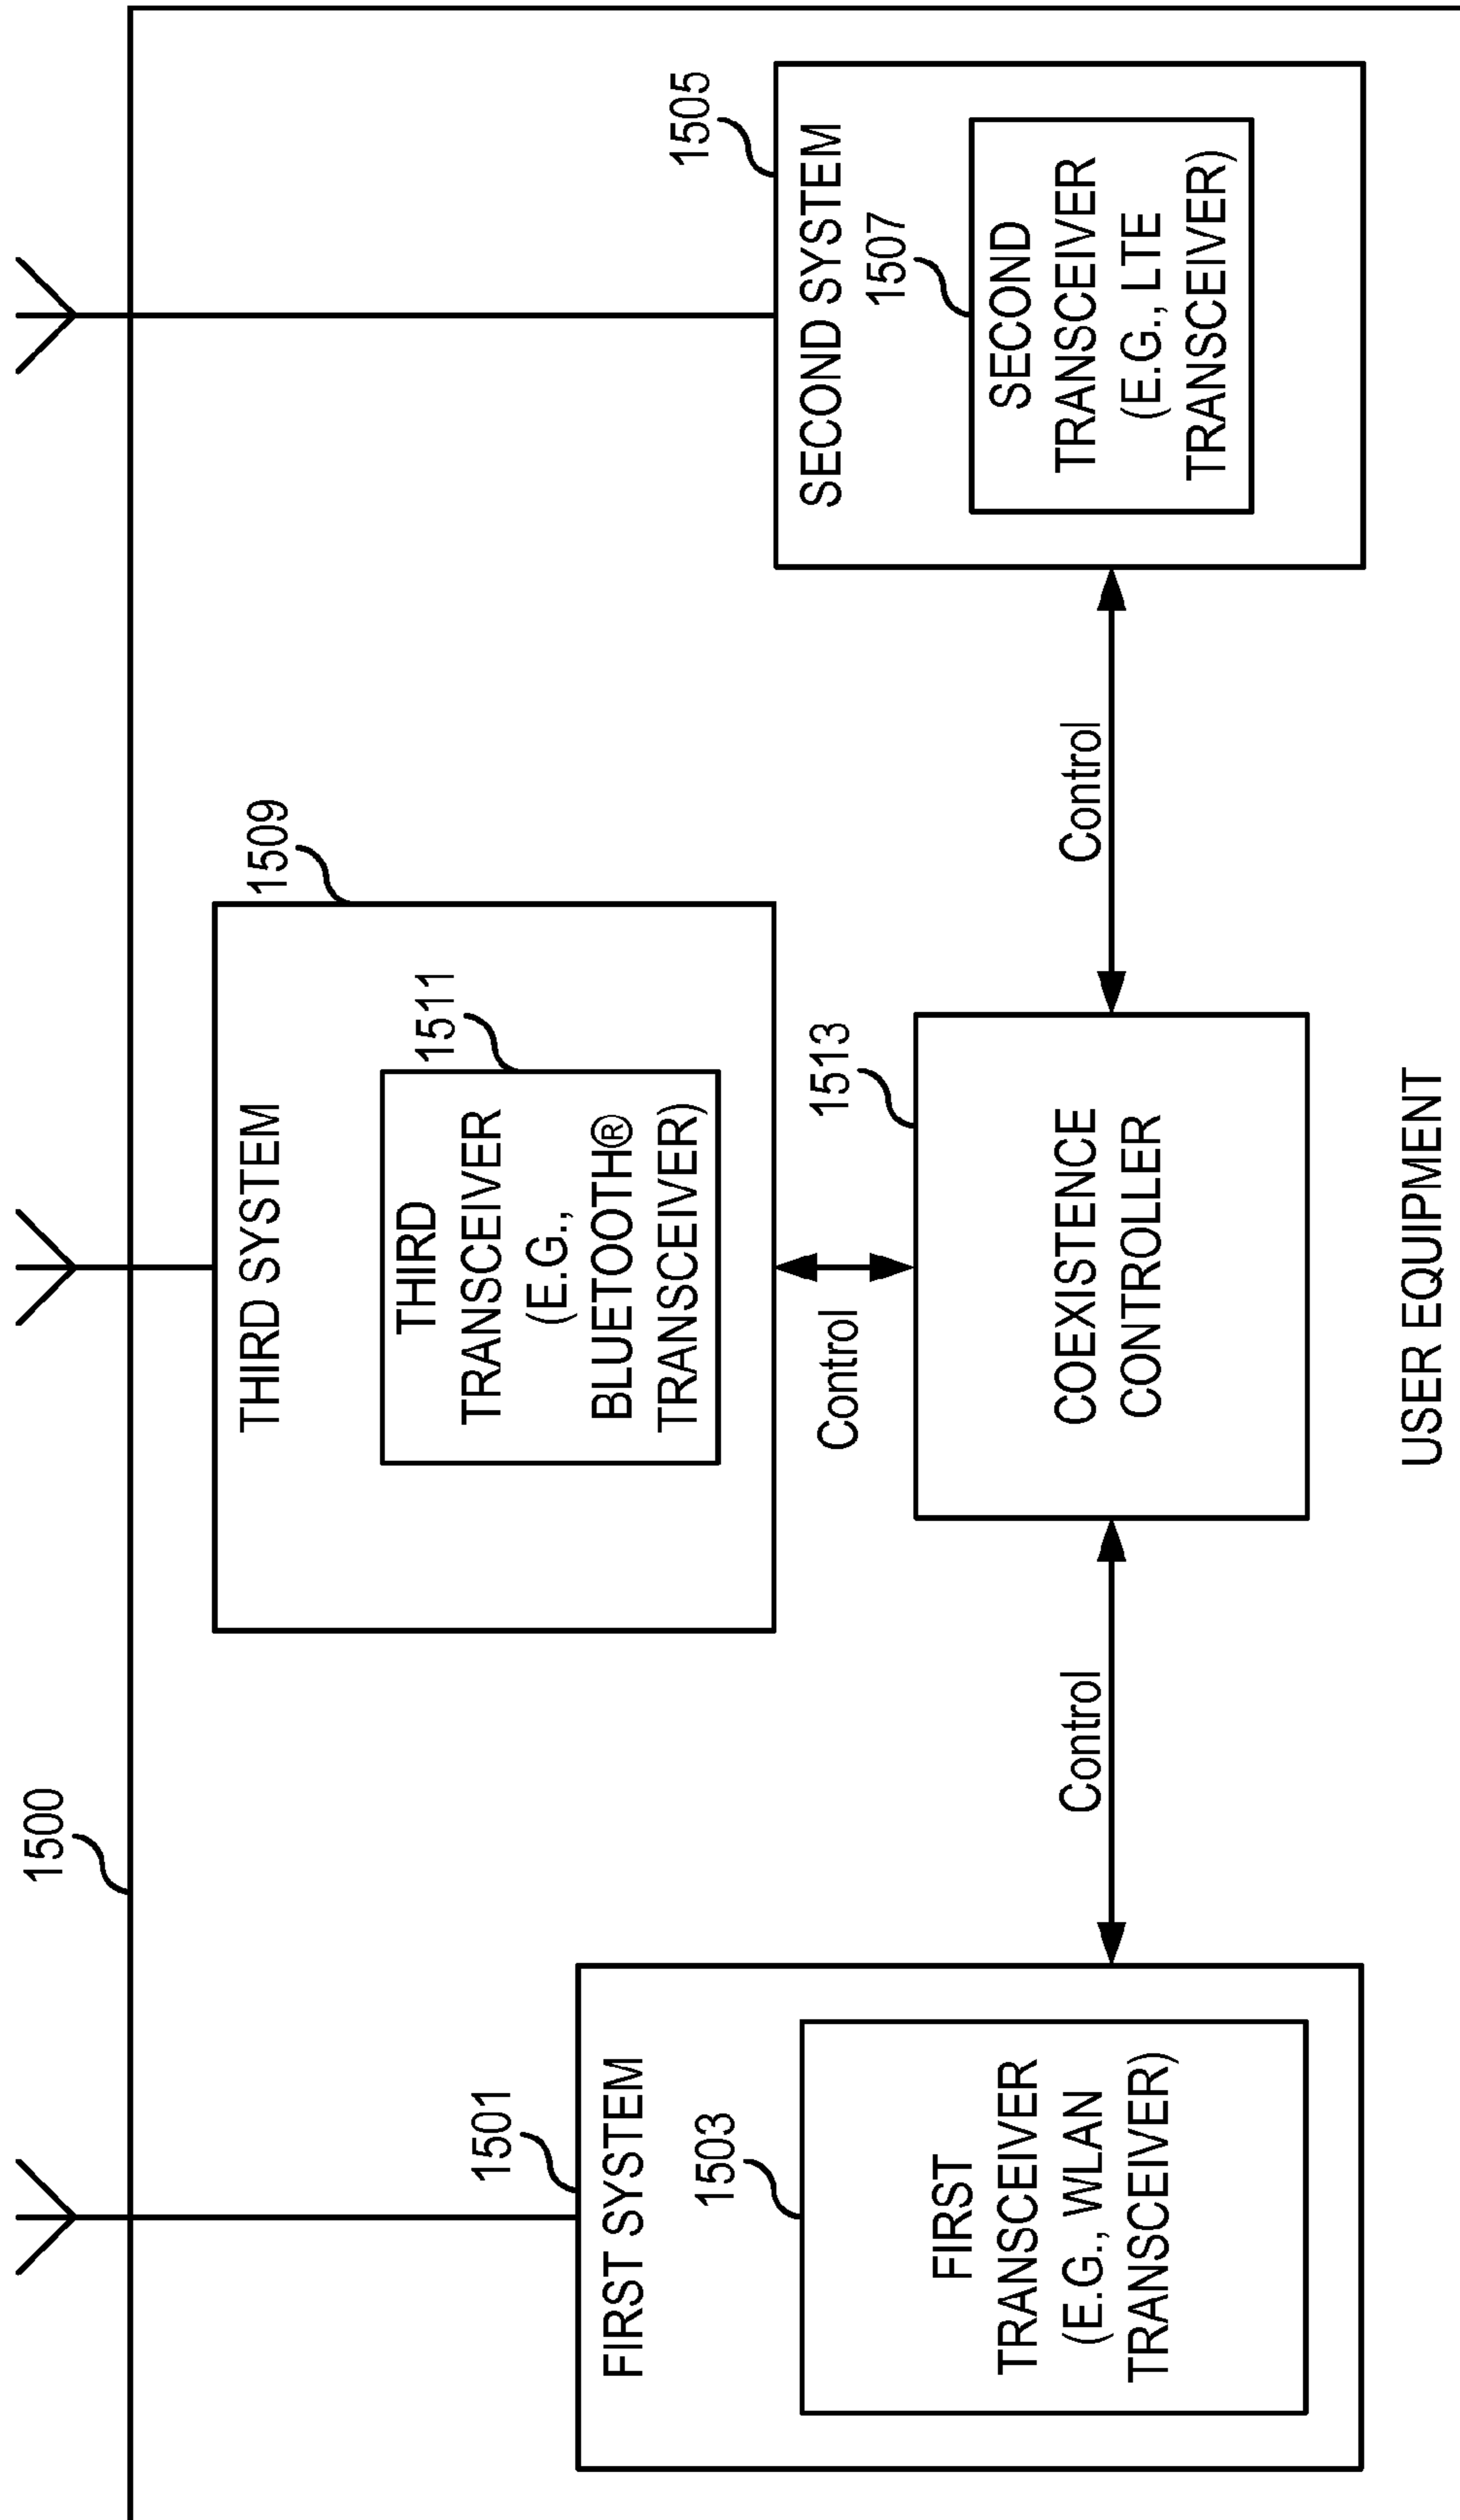 1500
1501
FIRST SYSTEM
1503
FIRST
TRANSCEIVER
(E.G., WLAN
TRANSCEIVER)
Control
1509
THIRD SYSTEM
1511
THIRD
TRANSCEIVER
(E.G.,
BLUETOOTH®
TRANSCEIVER)
Control
1513
COEXISTENCE
CONTROLLER
Control
1505
SECOND SYSTEM
1507
SECOND
TRANSCEIVER
(E.G., LTE
TRANSCEIVER)
USER EQUIPMENT